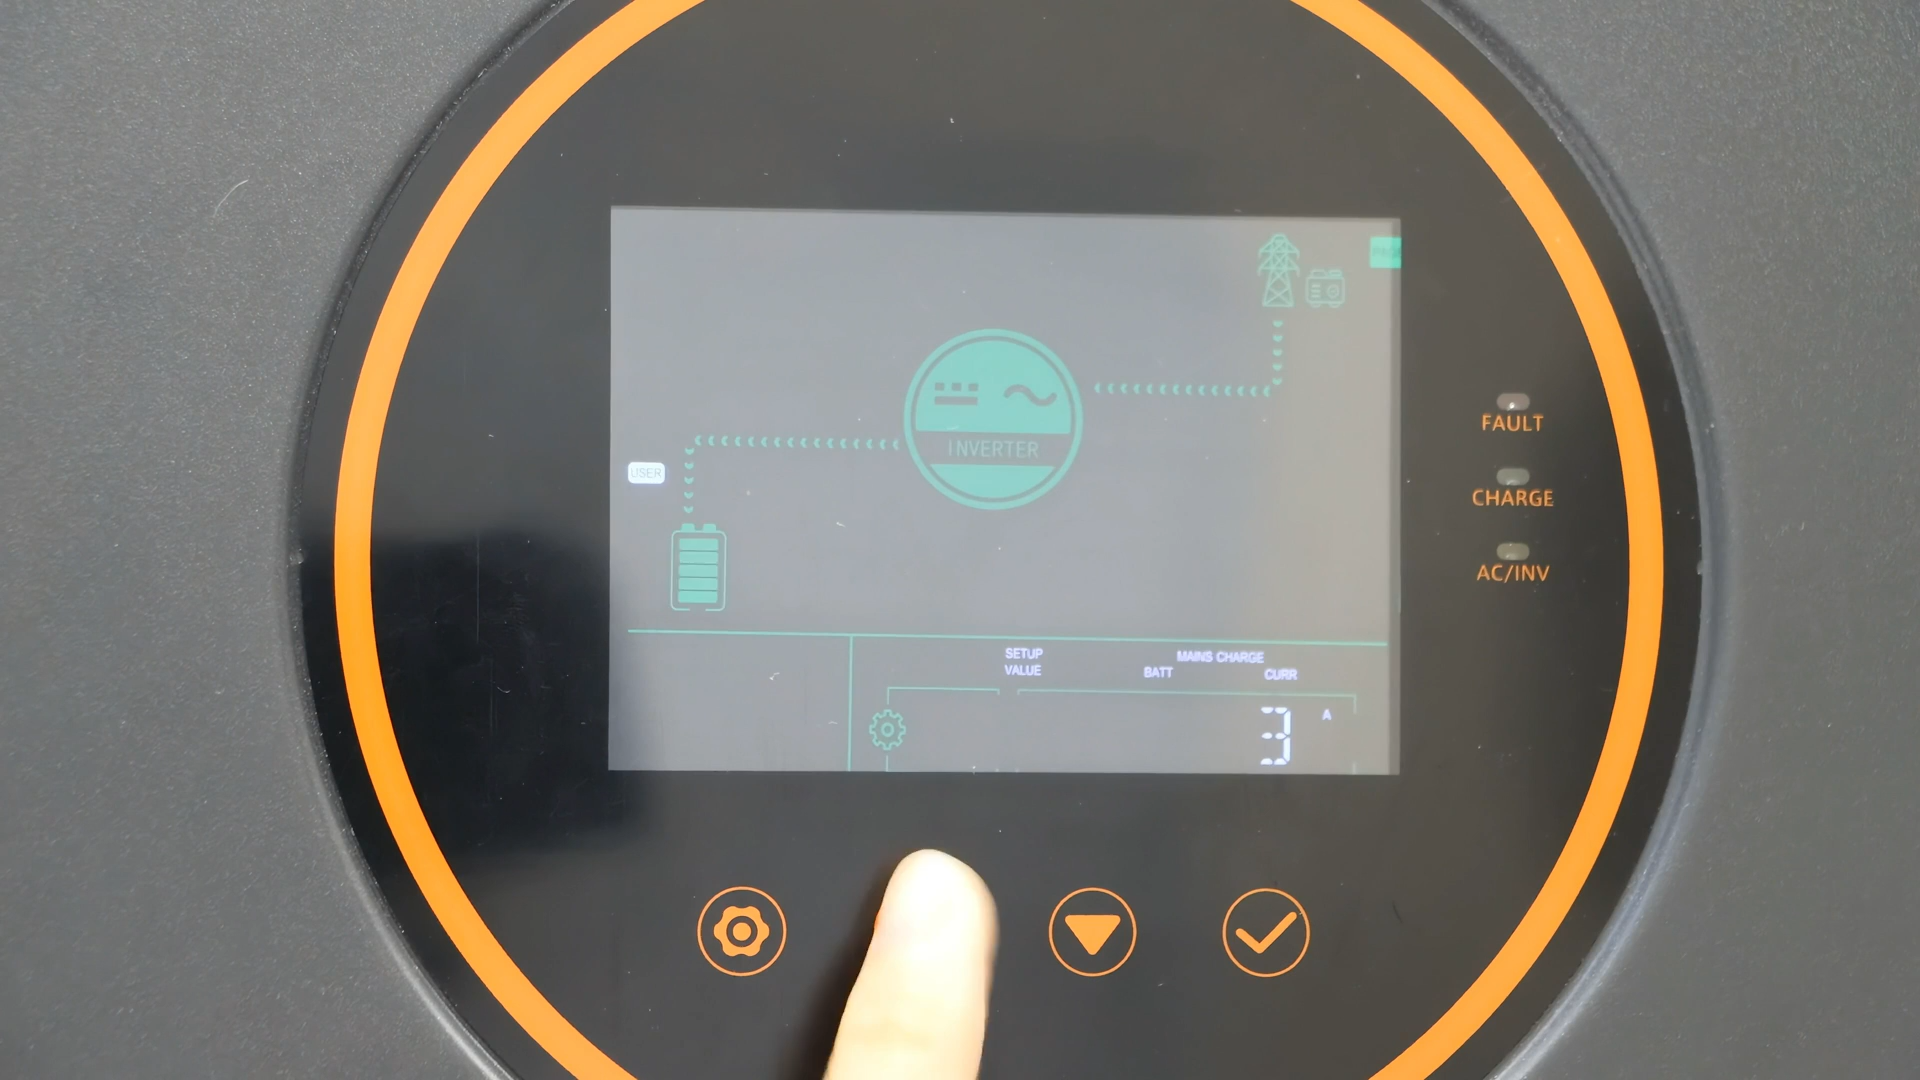 INVERTER
USER
FAULT
CHARGE
AC/INV
SETUP
VALUE
MAINS CHARGE
BATT CURR
3 A